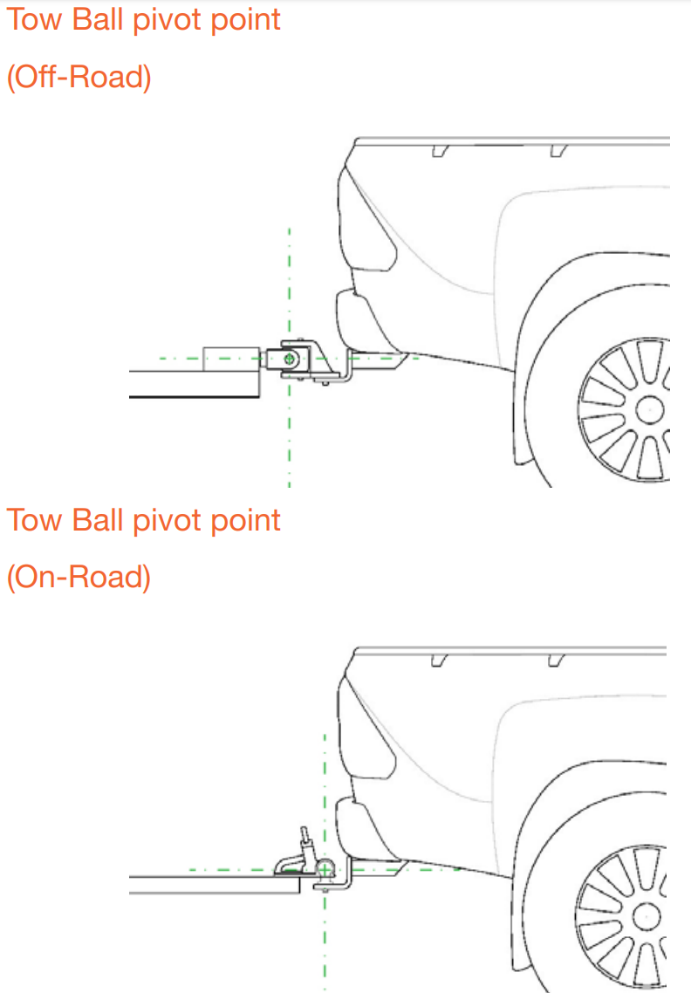 Tow Ball pivot point
(Off-Road)
Tow Ball pivot point
(On-Road)